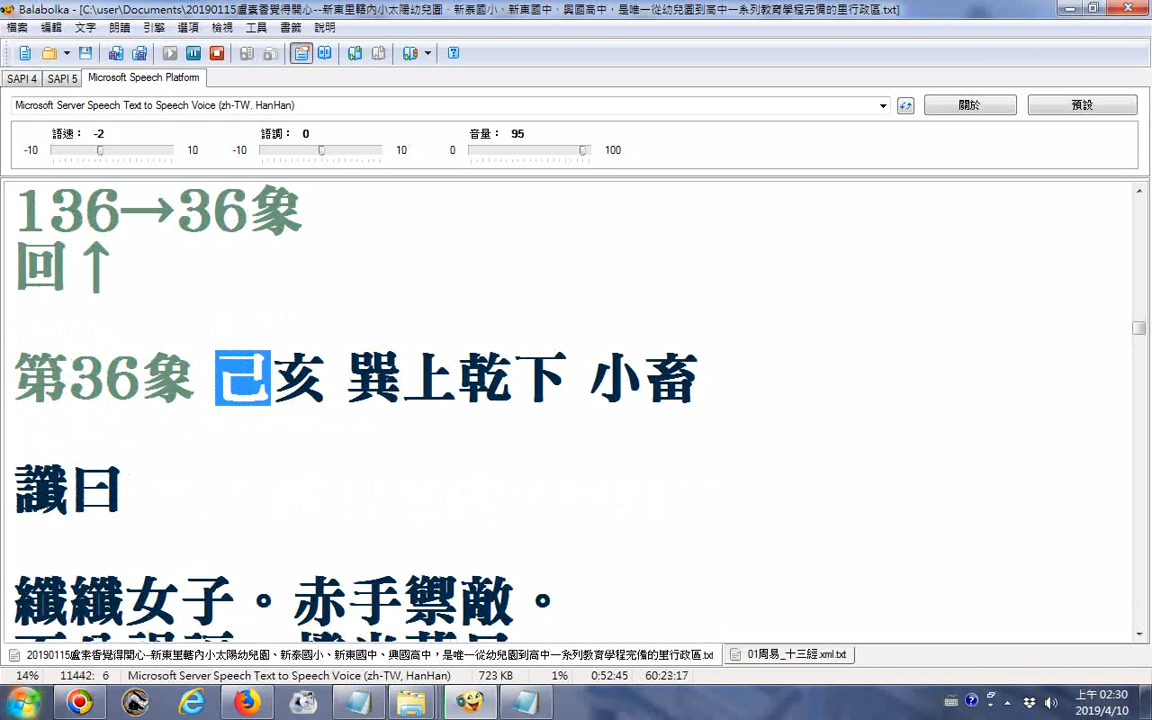 Balabolka - [C:\user\Documents\20190115盧素香覺得開心--新東里轄內小太陽幼兒園、新泰國小、新東國中、興國高中，是唯一從幼兒園到高中一系列教育學程完備的里行政區.txt]
檔案 編輯 文字 朗讀 引擎 選項 檢視 工具 書籤 說明
SAPI 4 SAPI 5 Microsoft Speech Platform
Microsoft Server Speech Text to Speech Voice (zh-TW, HanHan) 關於 預設
語速： -2 語調： 0 音量： 95
-10 10 -10 10 0 100
136→36象
回↑
第36象 己亥 巽上乾下 小畜
讖曰
纖纖女子。赤手禦敵。
20190115盧素香覺得開心--新東里轄內小太陽幼兒園、新泰國小、新東國中、興國高中，是唯一從幼兒園到高中一系列教育學程完備的里行政區.txt 01周易_十三經.xml.txt
14% 11442: 6 Microsoft Server Speech Text to Speech Voice (zh-TW, HanHan) 723 KB 1% 0:52:45 60:23:17
上午 02:30
2019/4/10